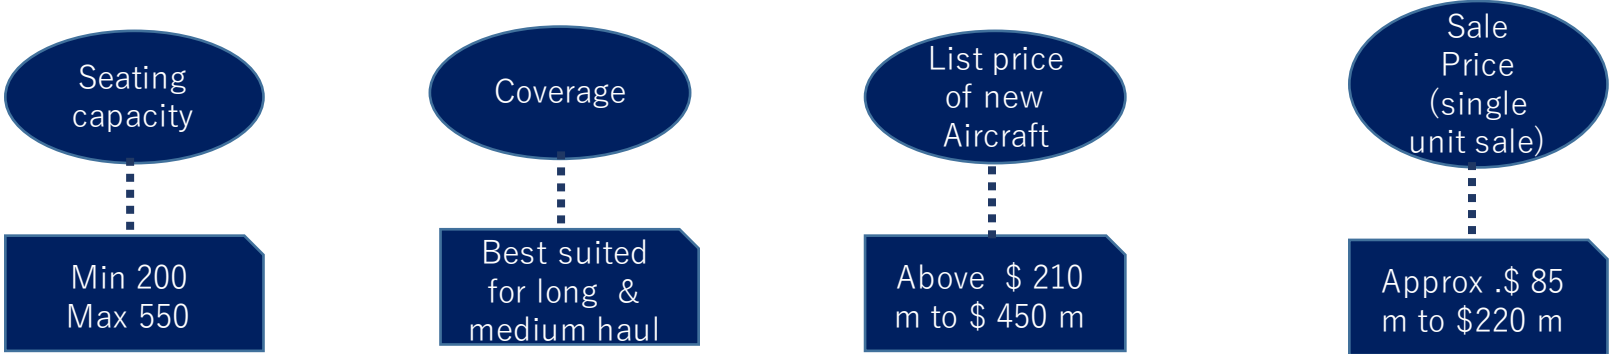 Seating
capacity
Coverage
List price
of new
Aircraft
Sale
Price
(single
unit sale)
Min 200
Max 550
Best suited
for long  &
medium haul
Above  $ 210
m to $ 450 m
Approx .$ 85
m to $220 m